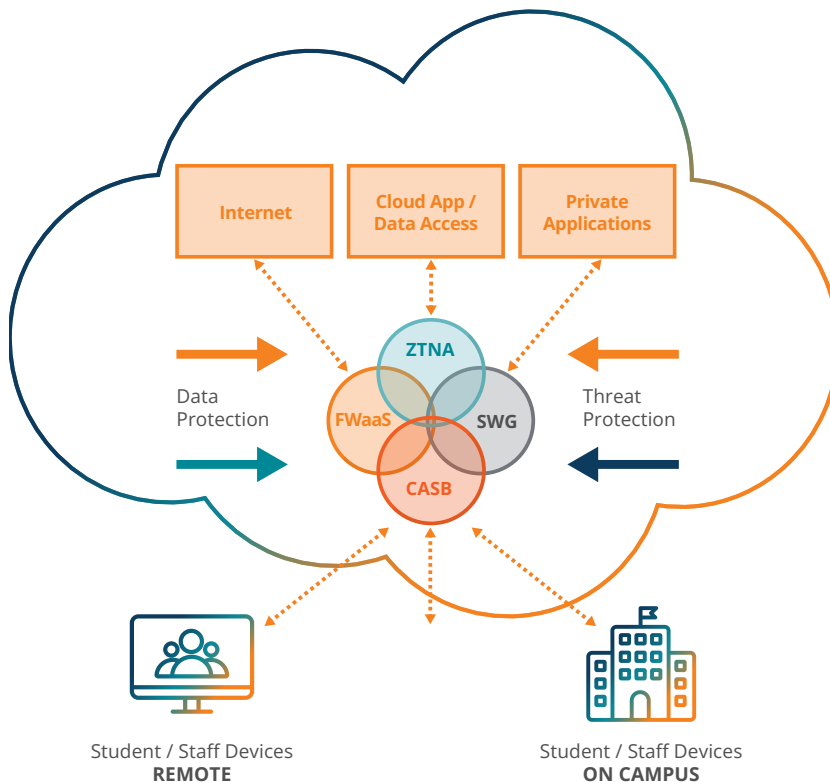 Internet
Cloud App /
Data Access
Private
Applications
ZTNA
Data
Protection
FWaaS
SWG
Threat
Protection
CASB
Student / Staff Devices
REMOTE
Student / Staff Devices
ON CAMPUS